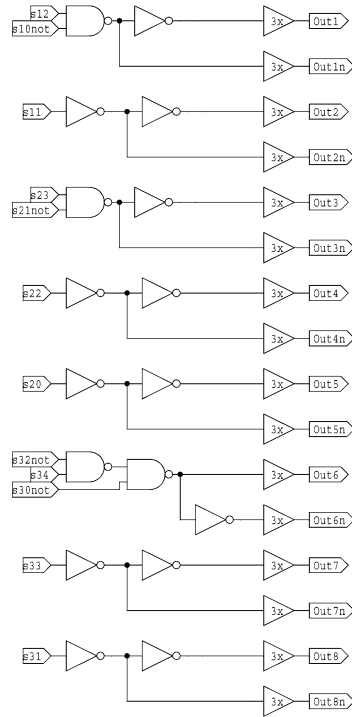 s12
s10not
3x
Out1
3x
Out1n
s11
3x
Out2
3x
Out2n
s23
s21not
3x
Out3
3x
Out3n
s22
3x
Out4
3x
Out4n
s20
3x
Out5
3x
Out5n
s32not
s34
s30not
3x
Out6
3x
Out6n
s33
3x
Out7
3x
Out7n
s31
3x
Out8
3x
Out8n